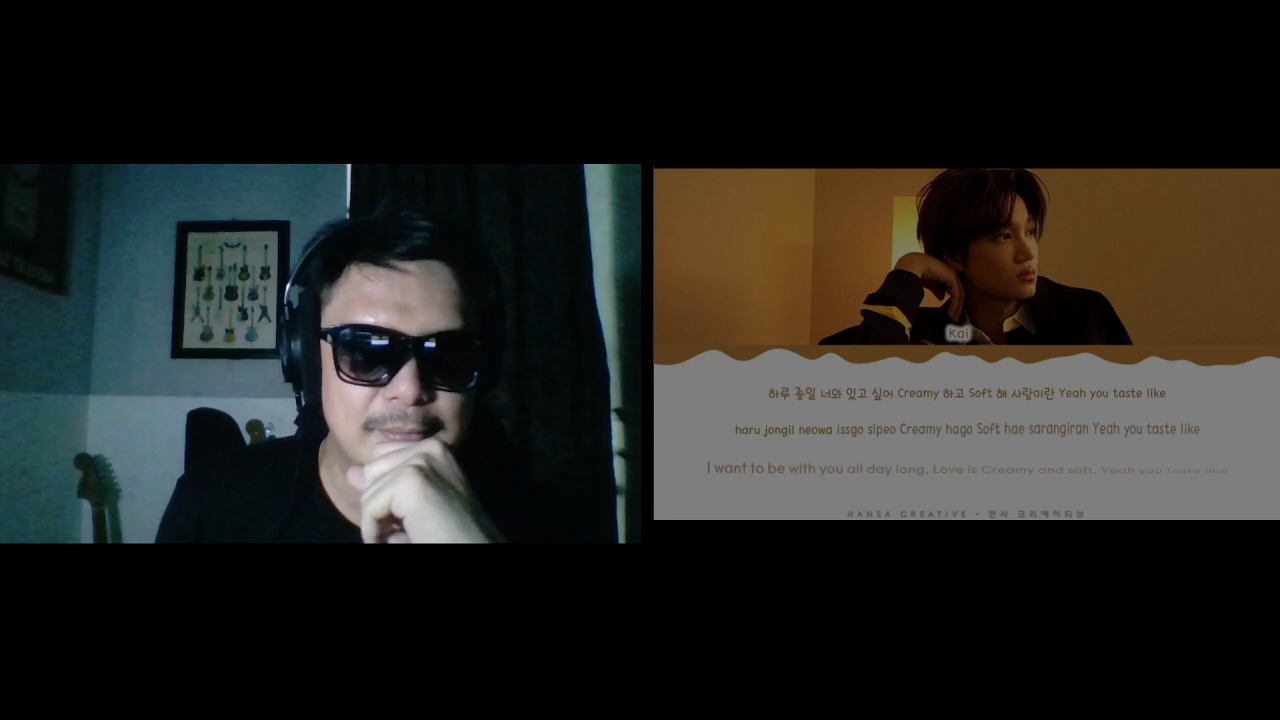 Kai
하루 종일 너와 있고 싶어 Creamy 하고 Soft 해 사랑이란 Yeah you taste like
haru jongil neowa issgo sipeo Creamy hago Soft hae sarangiran Yeah you taste like
I want to be with you all day long, Love is Creamy and soft, Yeah you taste like
HANSA CREATIVE - 한사 크리에이티브